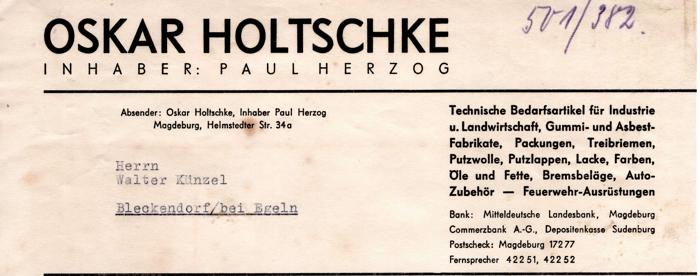 OSKAR HOLTSCHKE
INHABER: PAUL HERZOG
501/382.
Absender: Oskar Holtschke, Inhaber Paul Herzog
Magdeburg, Helmstedter Str. 34a
Herrn
Walter Künzel
Bleckendorf/bei Egeln
Technische Bedarfsartikel für Industrie
u. Landwirtschaft, Gummi- und Asbest-
Fabrikate, Packungen, Treibriemen,
Putzwolle, Putzlappen, Lacke, Farben,
Öle und Fette, Bremsbeläge, Auto-
Zubehör — Feuerwehr-Ausrüstungen
Bank: Mitteldeutsche Landesbank, Magdeburg
Commerzbank A.-G., Depositenkasse Sudenburg
Postscheck: Magdeburg 17277
Fernsprecher 42251, 42252